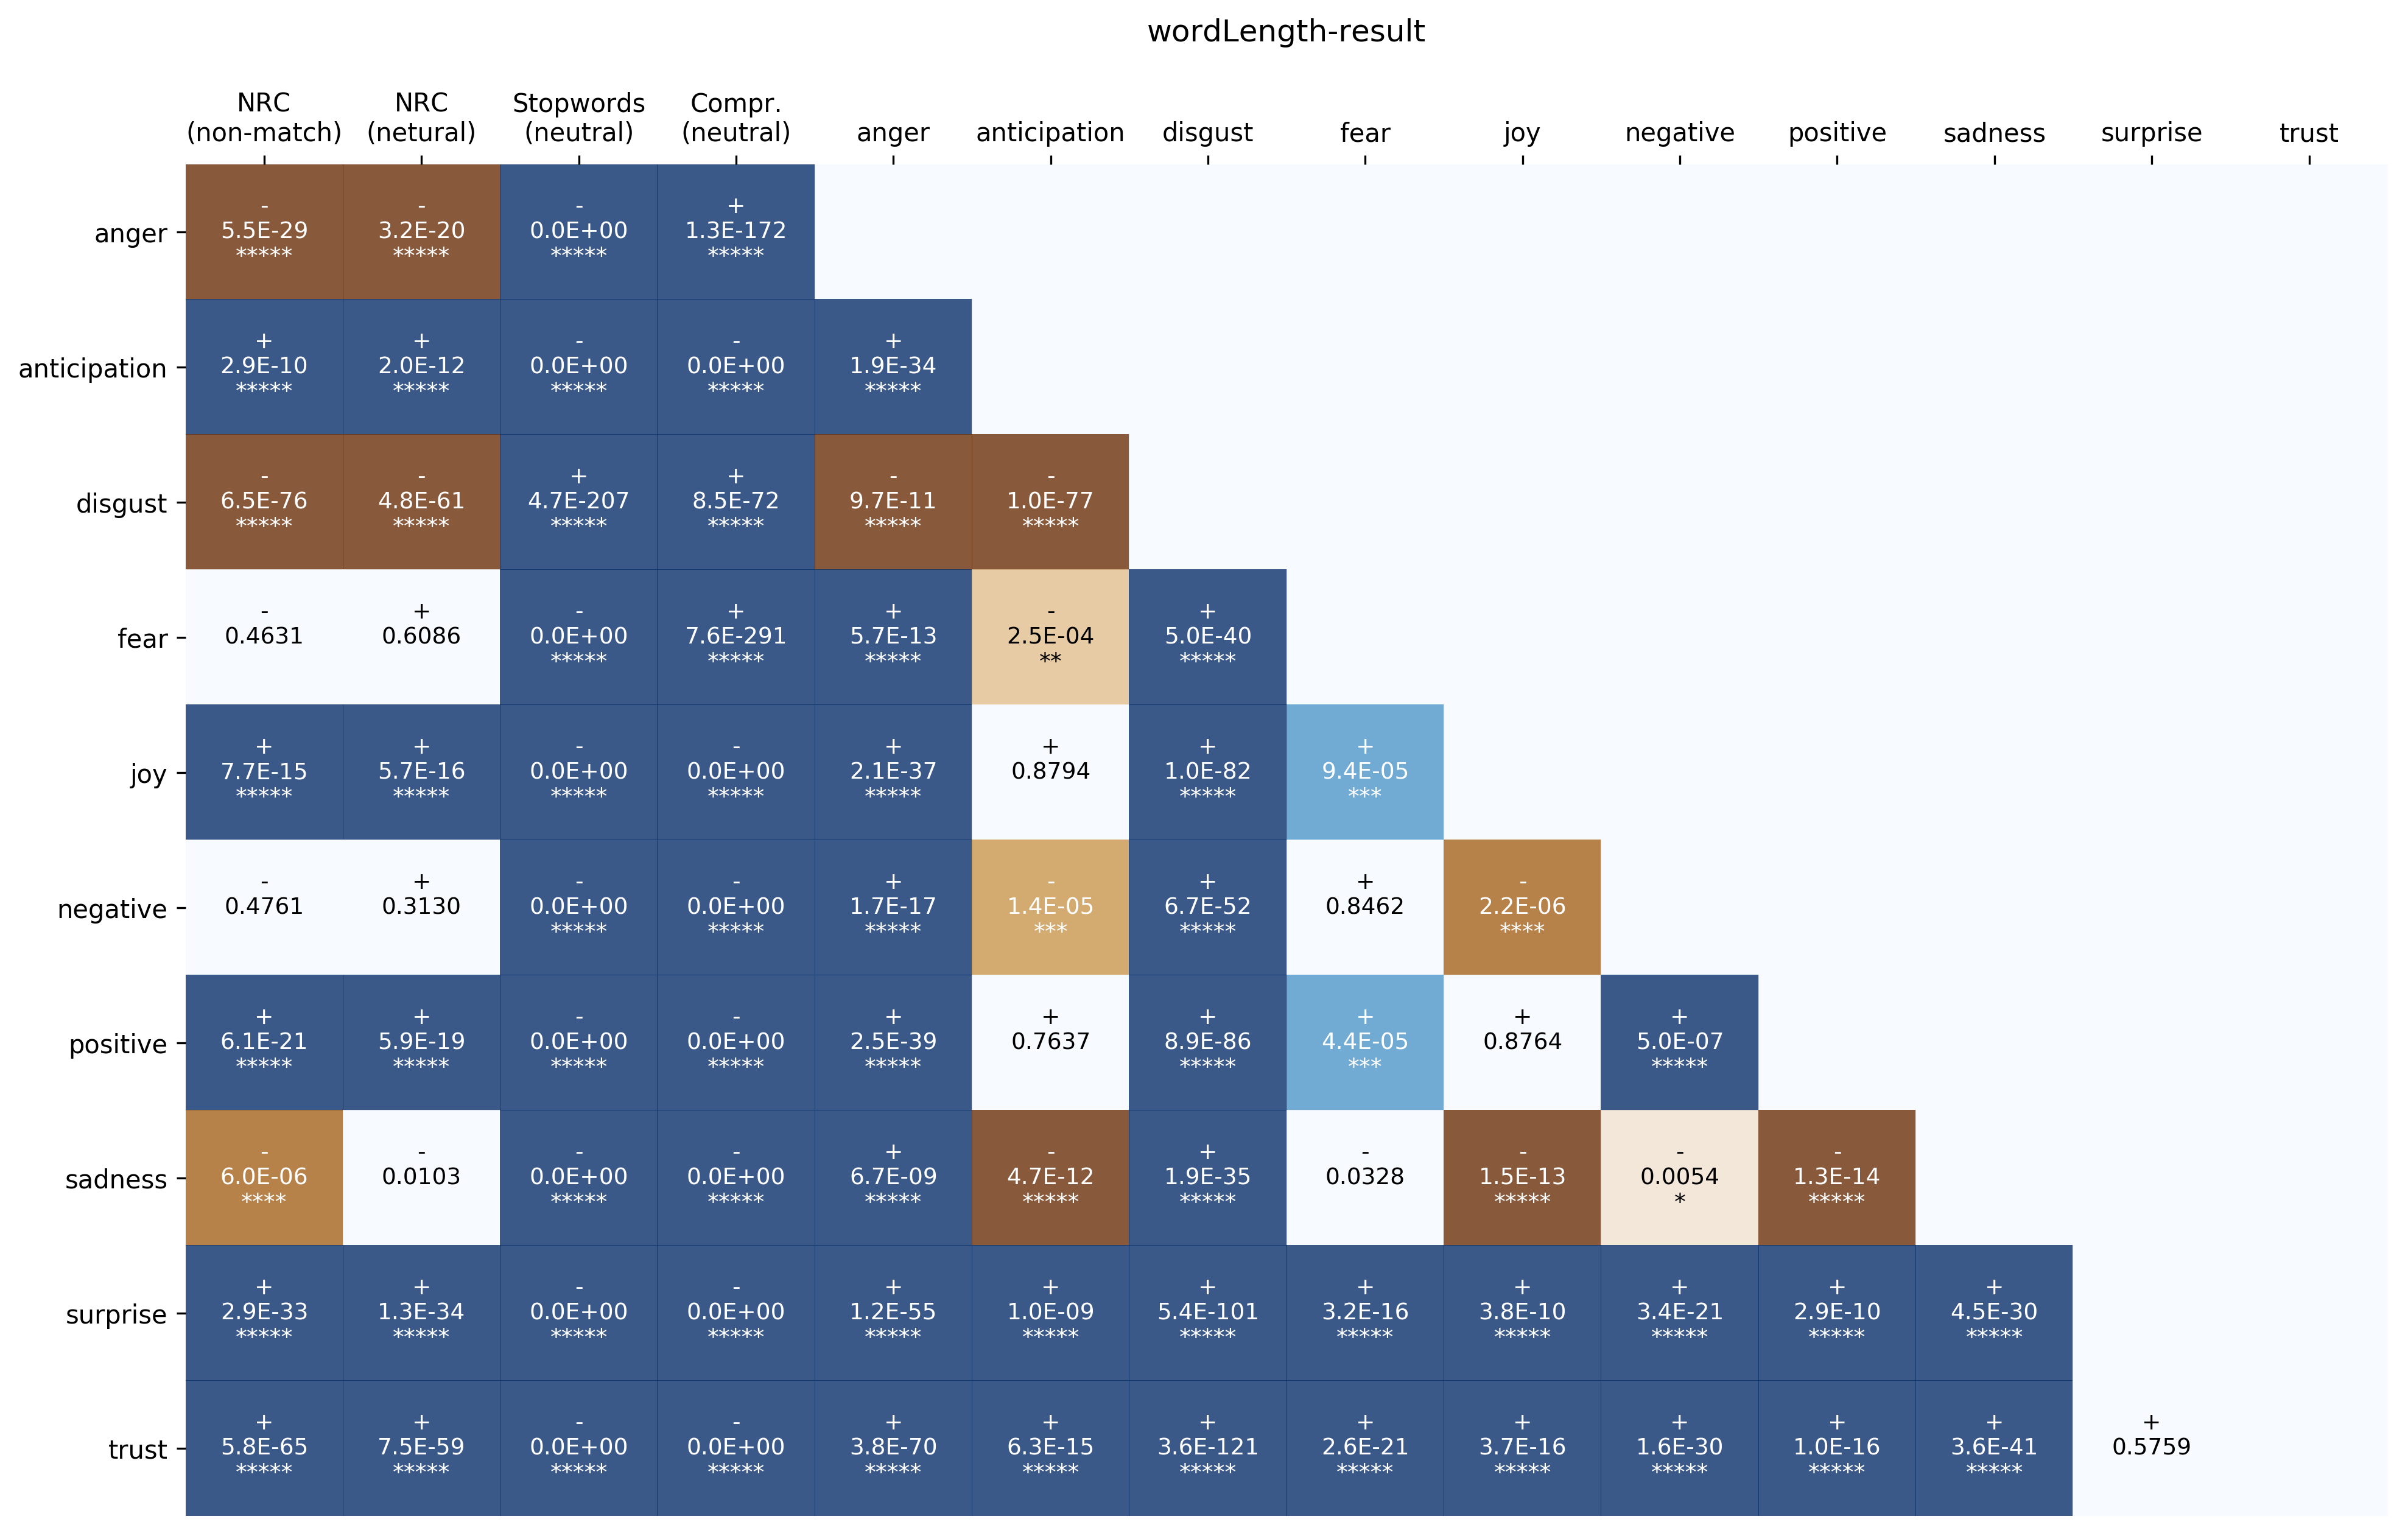 wordLength-result
NRC (non-match) NRC (netural) Stopwords (neutral) Compr. (neutral) anger anticipation disgust fear joy negative positive sadness surprise trust
anger
- - - +
5.5E-29 3.2E-20 0.0E+00 1.3E-172
***** ***** ***** *****
anticipation
+ + - - +
2.9E-10 2.0E-12 0.0E+00 0.0E+00 1.9E-34
***** ***** ***** ***** *****
disgust
- - + + - -
6.5E-76 4.8E-61 4.7E-207 8.5E-72 9.7E-11 1.0E-77
***** ***** ***** ***** ***** *****
fear
- + - + + - +
0.4631 0.6086 0.0E+00 7.6E-291 5.7E-13 2.5E-04 5.0E-40
***** ***** ***** ** *****
joy
+ + - - + + + +
7.7E-15 5.7E-16 0.0E+00 0.0E+00 2.1E-37 0.8794 1.0E-82 9.4E-05
***** ***** ***** ***** ***** ***** ***
negative
- + - - + - + + -
0.4761 0.3130 0.0E+00 0.0E+00 1.7E-17 1.4E-05 6.7E-52 0.8462 2.2E-06
***** ***** ***** *** ***** ****
positive
+ + - - + + + + + +
6.1E-21 5.9E-19 0.0E+00 0.0E+00 2.5E-39 0.7637 8.9E-86 4.4E-05 0.8764 5.0E-07
***** ***** ***** ***** ***** ***** *** *****
sadness
- - - - + - + - - - -
6.0E-06 0.0103 0.0E+00 0.0E+00 6.7E-09 4.7E-12 1.9E-35 0.0328 1.5E-13 0.0054 1.3E-14
**** ***** ***** ***** ***** ***** ***** * *****
surprise
+ + - - + + + + + + + +
2.9E-33 1.3E-34 0.0E+00 0.0E+00 1.2E-55 1.0E-09 5.4E-101 3.2E-16 3.8E-10 3.4E-21 2.9E-10 4.5E-30
***** ***** ***** ***** ***** ***** ***** ***** ***** ***** ***** *****
trust
+ + - - + + + + + + + + +
5.8E-65 7.5E-59 0.0E+00 0.0E+00 3.8E-70 6.3E-15 3.6E-121 2.6E-21 3.7E-16 1.6E-30 1.0E-16 3.6E-41 0.5759
***** ***** ***** ***** ***** ***** ***** ***** ***** ***** ***** *****